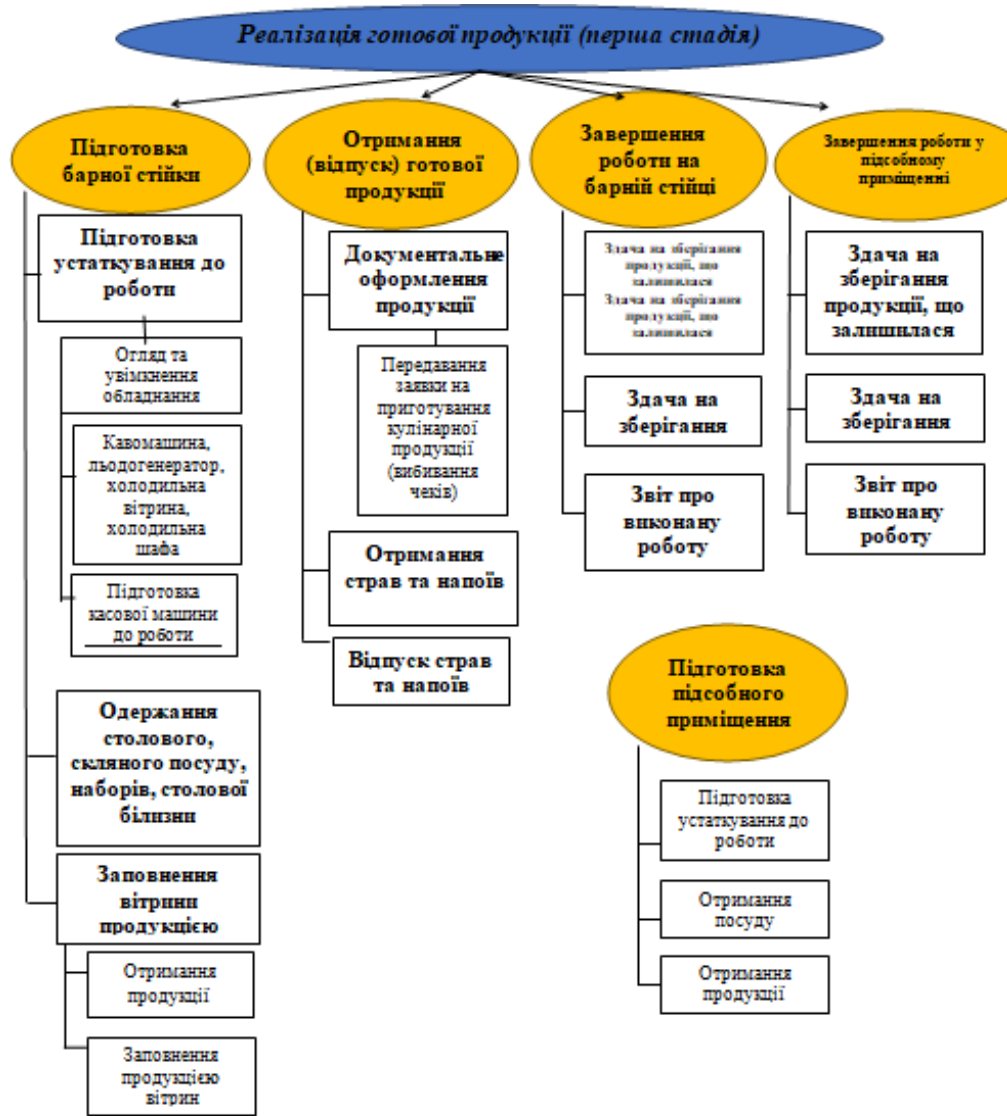 Реалізація готової продукції (перша стадія)
Підготовка
барної стійки
Підготовка
устаткування до
роботи
Огляд та
увімкнення
обладнання
Кавомашина,
льодогенератор,
холодильна
вітрина,
холодильна
шафа
Підготовка
касової машини
до роботи
Одержання
столового,
скляного посуду,
наборів, столової
білизни
Заповнення
вітрини
продукцією
Отримання
продукції
Заповнення
продукцією
вітрин
Отримання
(відпуск) готової
продукції
Документальне
оформлення
продукції
Передавання
заявки на
приготування
кулінарної
продукції
(вибивання
чеків)
Отримання
страв та напоїв
Відпуск страв
та напоїв
Завершення
роботи на
барній стійці
Здача на зберігання
продукції, що
залишилася
Здача на зберігання
продукції, що
залишилася
Здача на
зберігання
Звіт про
виконану
роботу
Завершення роботи у
підсобному
приміщенні
Здача на
зберігання
продукції, що
залишилася
Здача на
зберігання
Звіт про
виконану
роботу
Підготовка
підсобного
приміщення
Підготовка
устаткування до
роботи
Отримання
посуду
Отримання
продукції